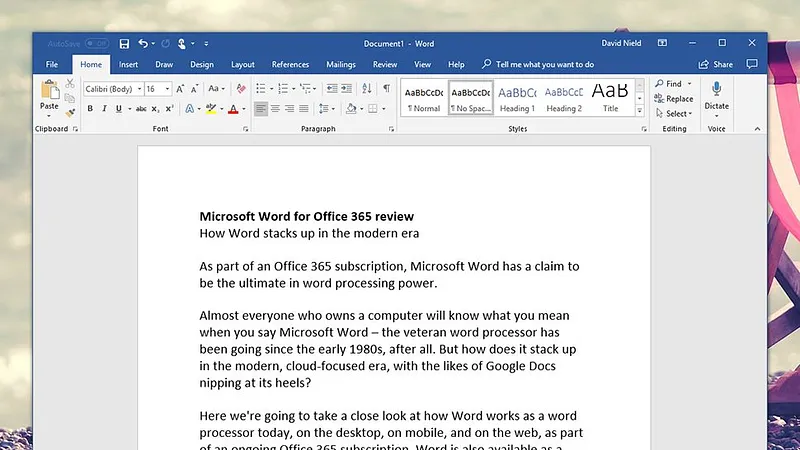 AutoSave Off Document1 - Word David Nield
File Home Insert Draw Design Layout References Mailings Review View Help Tell me what you want to do Share
Paste Calibri (Body) 16 A A Aa AaBbCcDc AaBbCcDc AaBbCc AaBbCcD AaB Find Dictate
B I U abc x₂ x² A A ¶ Normal ¶ No Spac... Heading 1 Heading 2 Title Replace
Select
Clipboard Font Paragraph Styles Editing Voice
Microsoft Word for Office 365 review
How Word stacks up in the modern era
As part of an Office 365 subscription, Microsoft Word has a claim to
be the ultimate in word processing power.
Almost everyone who owns a computer will know what you mean
when you say Microsoft Word – the veteran word processor has
been going since the early 1980s, after all. But how does it stack up
in the modern, cloud-focused era, with the likes of Google Docs
nipping at its heels?
Here we're going to take a close look at how Word works as a word
processor today, on the desktop, on mobile, and on the web, as part
of an ongoing Office 365 subscription. Word is also available as a